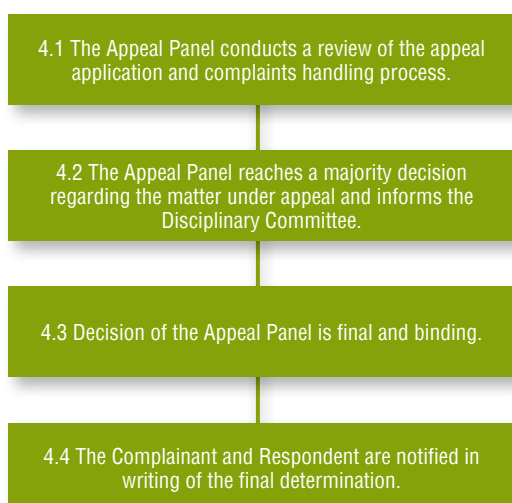 4.1 The Appeal Panel conducts a review of the appeal
application and complaints handling process.
4.2 The Appeal Panel reaches a majority decision
regarding the matter under appeal and informs the
Disciplinary Committee.
4.3 Decision of the Appeal Panel is final and binding.
4.4 The Complainant and Respondent are notified in
writing of the final determination.